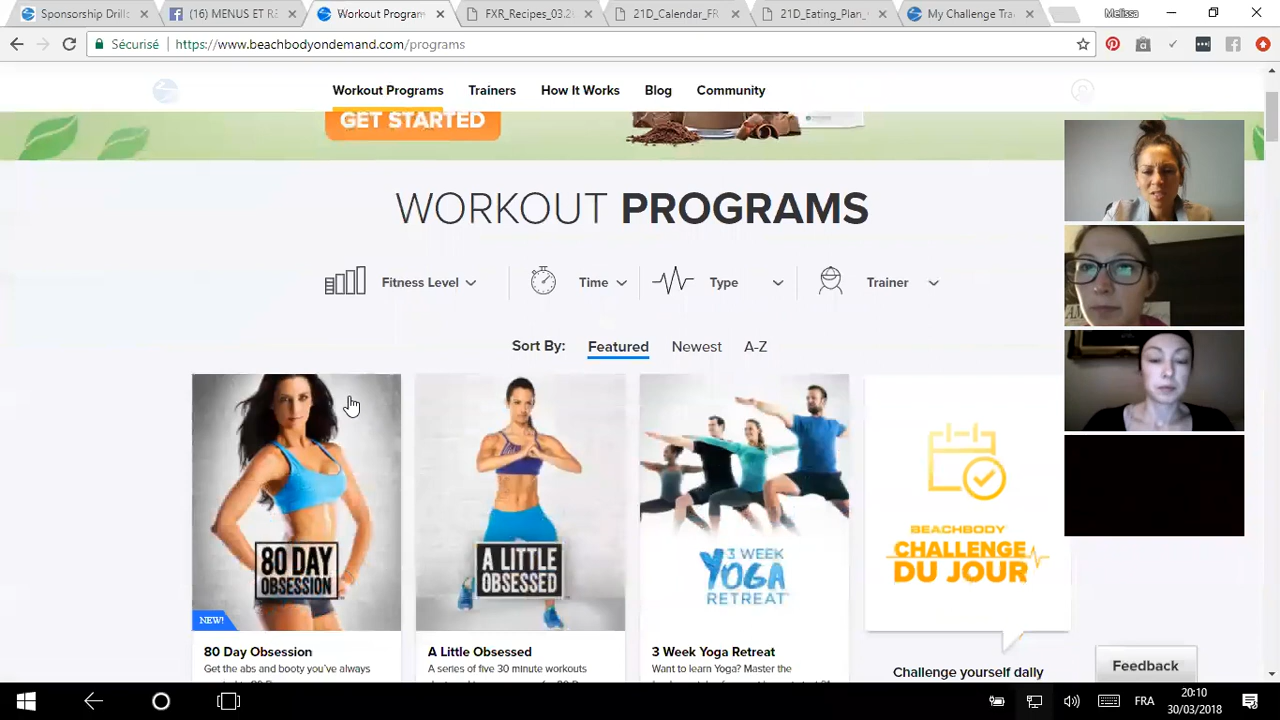 Sponsorship Drill
(16) MENUS ET R
Workout Program
FXR_Recipes_03.2
21D_Calendar_FR
21D_Eating_Plan_
My Challenge Tra
Melissa
Sécurisé
https://www.beachbodyondemand.com/programs
Workout Programs
Trainers
How It Works
Blog
Community
GET STARTED
WORKOUT PROGRAMS
Fitness Level
Time
Type
Trainer
Sort By:
Featured
Newest
A-Z
80 DAY
OBSESSION
NEW!
A LITTLE
OBSESSED
3 WEEK
YOGA
RETREAT
BEACHBODY
CHALLENGE
DU JOUR
80 Day Obsession
Get the abs and booty you've always
A Little Obsessed
A series of five 30 minute workouts
3 Week Yoga Retreat
Want to learn Yoga? Master the
Challenge yourself daily
Feedback
FRA
20:10
30/03/2018